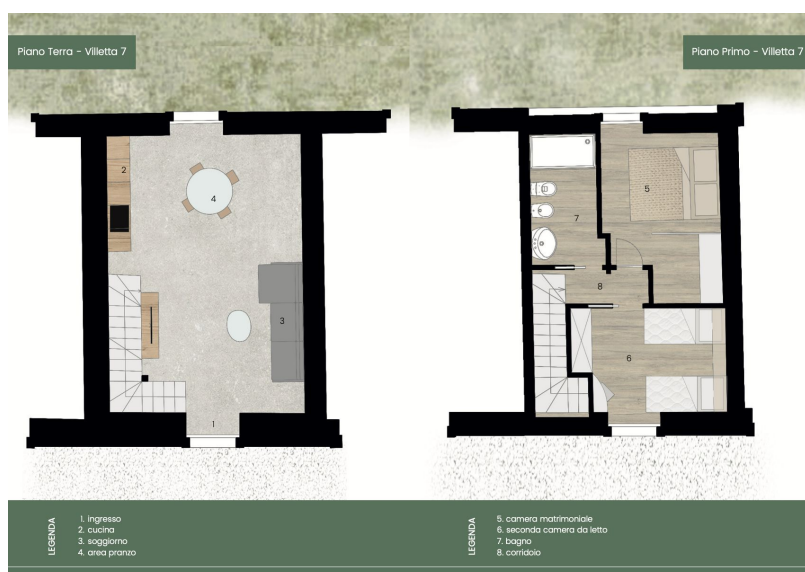 Piano Terra - Villetta 7
Piano Primo - Villetta 7
2
4
3
1
5
7
8
6
LEGENDA
1. ingresso
2. cucina
3. soggiorno
4. area pranzo
LEGENDA
5. camera matrimoniale
6. seconda camera da letto
7. bagno
8. corridoio